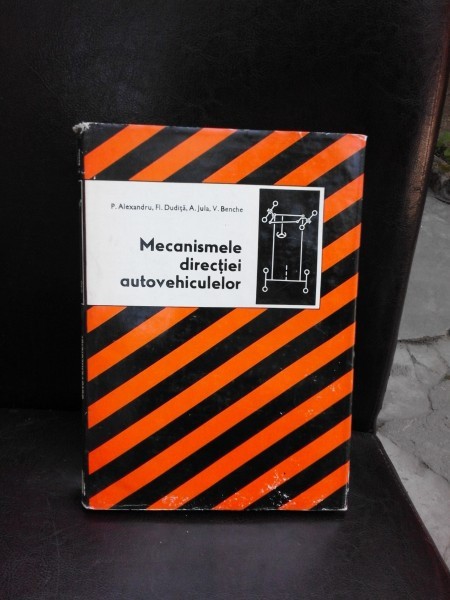 P. Alexandru, Fl. Dudiță, A. Jula, V. Benche
Mecanismele
direcției
autovehiculelor